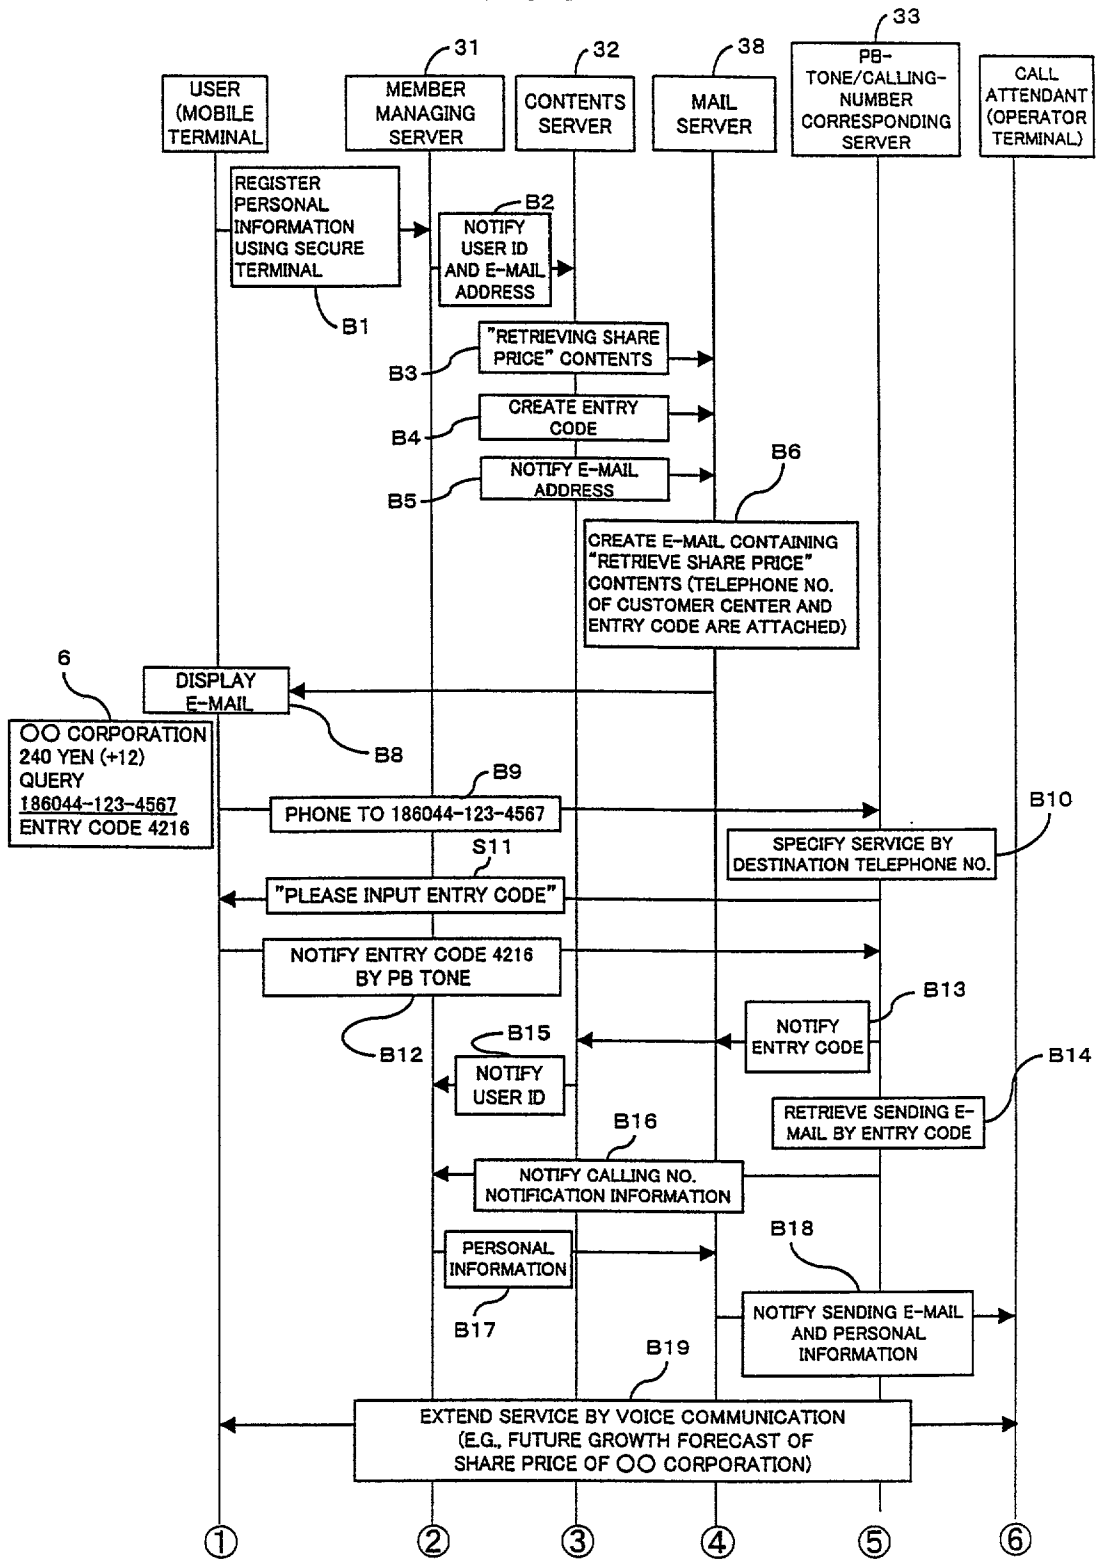 33
31
32
38
USER
(MOBILE
TERMINAL
MEMBER
MANAGING
SERVER
CONTENTS
SERVER
MAIL
SERVER
PB-
TONE/CALLING-
NUMBER
CORRESPONDING
SERVER
CALL
ATTENDANT
(OPERATOR
TERMINAL)
REGISTER
PERSONAL
INFORMATION
USING SECURE
TERMINAL
B1
B2
NOTIFY
USER ID
AND E-MAIL
ADDRESS
"RETRIEVING SHARE
PRICE" CONTENTS
B3
CREATE ENTRY
CODE
B4
NOTIFY E-MAIL
ADDRESS
B5
B6
CREATE E-MAIL CONTAINING
"RETRIEVE SHARE PRICE"
CONTENTS (TELEPHONE NO.
OF CUSTOMER CENTER AND
ENTRY CODE ARE ATTACHED)
6
DISPLAY
E-MAIL
B8
○○ CORPORATION
240 YEN (+12)
QUERY
186044-123-4567
ENTRY CODE 4216
B9
PHONE TO 186044-123-4567
B10
SPECIFY SERVICE BY
DESTINATION TELEPHONE NO.
S11
"PLEASE INPUT ENTRY CODE"
NOTIFY ENTRY CODE 4216
BY PB TONE
B12
B13
NOTIFY
ENTRY CODE
B15
NOTIFY
USER ID
B14
RETRIEVE SENDING E-
MAIL BY ENTRY CODE
B16
NOTIFY CALLING NO.
NOTIFICATION INFORMATION
PERSONAL
INFORMATION
B17
B18
NOTIFY SENDING E-MAIL
AND PERSONAL
INFORMATION
B19
EXTEND SERVICE BY VOICE COMMUNICATION
(E.G., FUTURE GROWTH FORECAST OF
SHARE PRICE OF ○○ CORPORATION)
① ② ③ ④ ⑤ ⑥